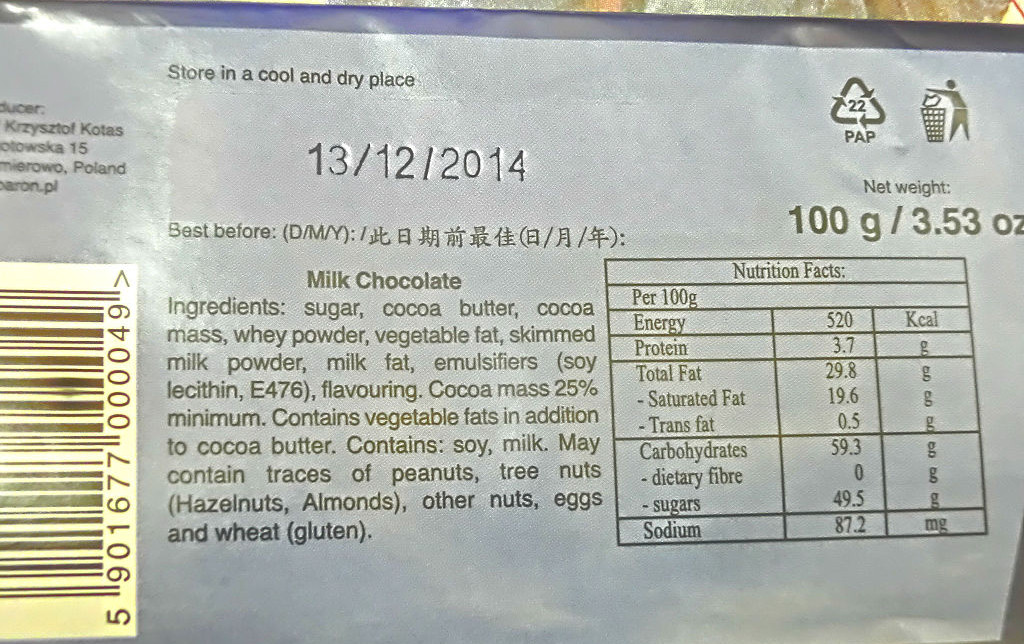 Store in a cool and dry place
Krzysztof Kotas
15
Poland
13/12/2014
Best before: (D/M/Y): /此日期前最佳(日/月/年):
22
PAP
Net weight:
100 g / 3.53 oz
Milk Chocolate
Ingredients: sugar, cocoa butter, cocoa
mass, whey powder, vegetable fat, skimmed
milk powder, milk fat, emulsifiers (soy
lecithin, E476), flavouring. Cocoa mass 25%
minimum. Contains vegetable fats in addition
to cocoa butter. Contains: soy, milk. May
contain traces of peanuts, tree nuts
(Hazelnuts, Almonds), other nuts, eggs
and wheat (gluten).
Nutrition Facts:
Per 100g
Energy 520 Kcal
Protein 3.7 g
Total Fat 29.8 g
- Saturated Fat 19.6 g
- Trans fat 0.5 g
Carbohydrates 59.3 g
- dietary fibre 0 g
- sugars 49.5 g
Sodium 87.2 mg
5 901677 000049 >